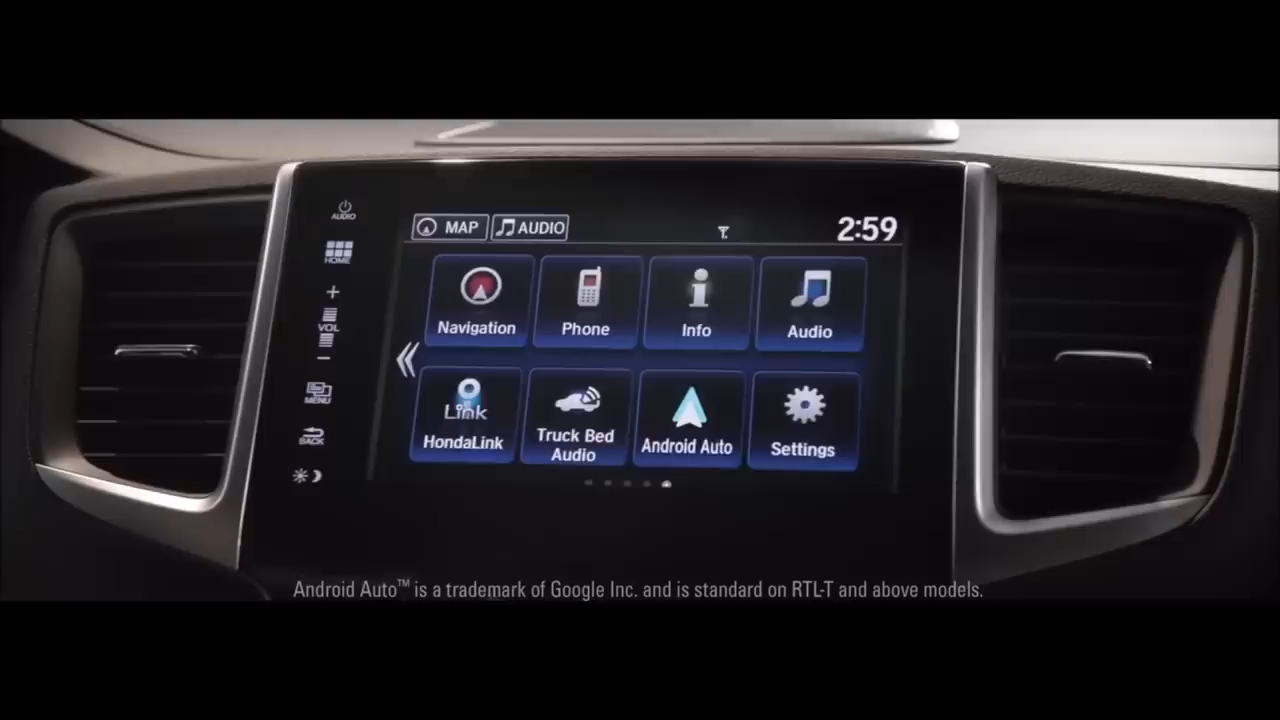 AUDIO
HOME
+
VOL
−
MENU
BACK
MAP
AUDIO
2:59
Navigation
Phone
Info
Audio
Link
HondaLink
Truck Bed
Audio
Android Auto
Settings
Android Auto™ is a trademark of Google Inc. and is standard on RTL-T and above models.